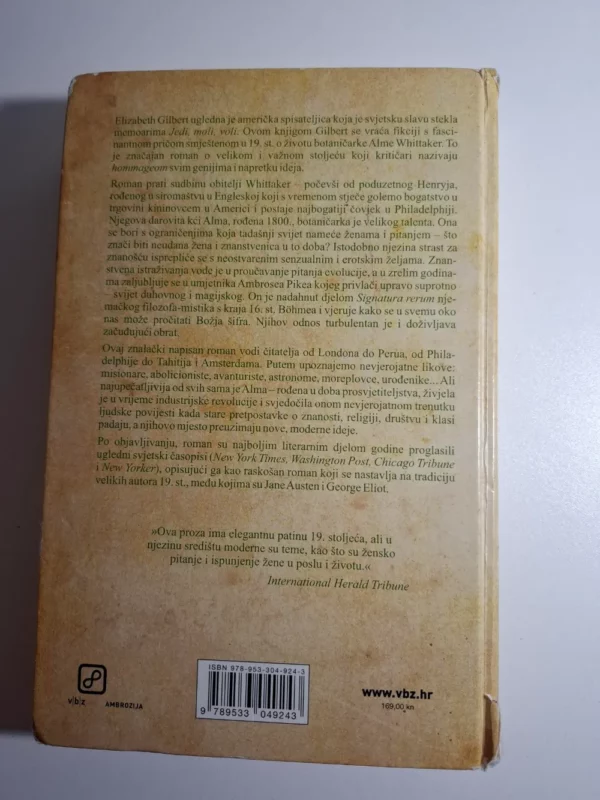 Elizabeth Gilbert ugledna je američka spisateljica koja je svjetsku slavu stekla
memoarima Jedi, moli, voli. Ovom knjigom Gilbert se vraća fikciji s fasci-
nantnom pričom smještenom u 19. st. o životu botaničarke Alme Whittaker. To
je značajan roman o velikom i važnom stoljeću koji kritičari nazivaju
hommageom svim genijima i napretku ideja.
Roman prati sudbinu obitelji Whittaker – počevši od poduzetnog Henryja,
rođenog u siromaštvu u Engleskoj koji s vremenom stječe golemo bogatstvo u
trgovini kininovcem u Americi i postaje najbogatiji čovjek u Philadelphiji.
Njegova darovita kći Alma, rođena 1800., botaničarka je velikog talenta. Ona
se bori s ograničenjima koja tadašnji svijet nameće ženama i pitanjem – što
znači biti neudana žena i znanstvenica u to doba? Istodobno njezina strast za
znanošću isprepliće se s neostvarenim senzualnim i erotskim željama. Znan-
stvena istraživanja vode je u proučavanje pitanja evolucije, a u zrelim godina-
ma zaljubljuje se u umjetnika Ambrosea Pikea kojeg privlači upravo suprotno
– svijet duhovnog i magijskog. On je nadahnut djelom Signatura rerum nje-
mačkog filozofa-mistika s kraja 16. st. Böhmea i vjeruje kako se u svemu oko
nas može pročitati Božja šifra. Njihov odnos turbulentan je i doživljava
začuđujući obrat.
Ovaj znalački napisan roman vodi čitatelja od Londona do Perua, od Phila-
delphije do Tahitija i Amsterdama. Putem upoznajemo nevjerojatne likove:
misionare, abolicioniste, avanturiste, astronome, moreplovce, urođenike... Ali
najupečatljivija od svih sama je Alma – rođena u doba prosvjetiteljstva, živjela
je u vrijeme industrijske revolucije i svjedočila onom nevjerojatnom trenutku
ljudske povijesti kada stare pretpostavke o znanosti, religiji, društvu i klasi
padaju, a njihovo mjesto preuzimaju nove, moderne ideje.
Po objavljivanju, roman su najboljim literarnim djelom godine proglasili
ugledni svjetski časopisi (New York Times, Washington Post, Chicago Tribune
i New Yorker), opisujući ga kao raskošan roman koji se nastavlja na tradiciju
velikih autora 19. st., među kojima su Jane Austen i George Eliot.
»Ova proza ima elegantnu patinu 19. stoljeća, ali u
njezinu središtu moderne su teme, kao što su žensko
pitanje i ispunjenje žene u poslu i životu.«
International Herald Tribune
v|b|z
AMBROZIJA
ISBN 978-953-304-924-3
9 789533 049243
www.vbz.hr
169,00 kn